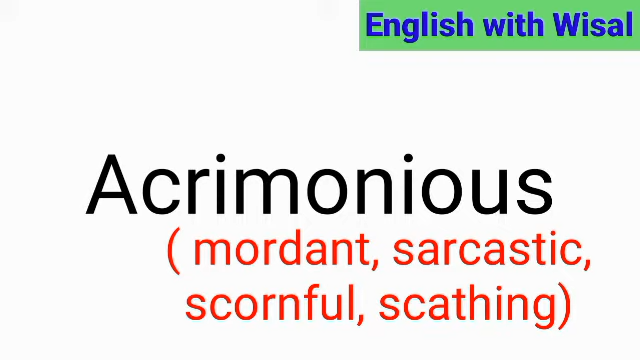 English with Wisal
Acrimonious
( mordant, sarcastic,
scornful, scathing)